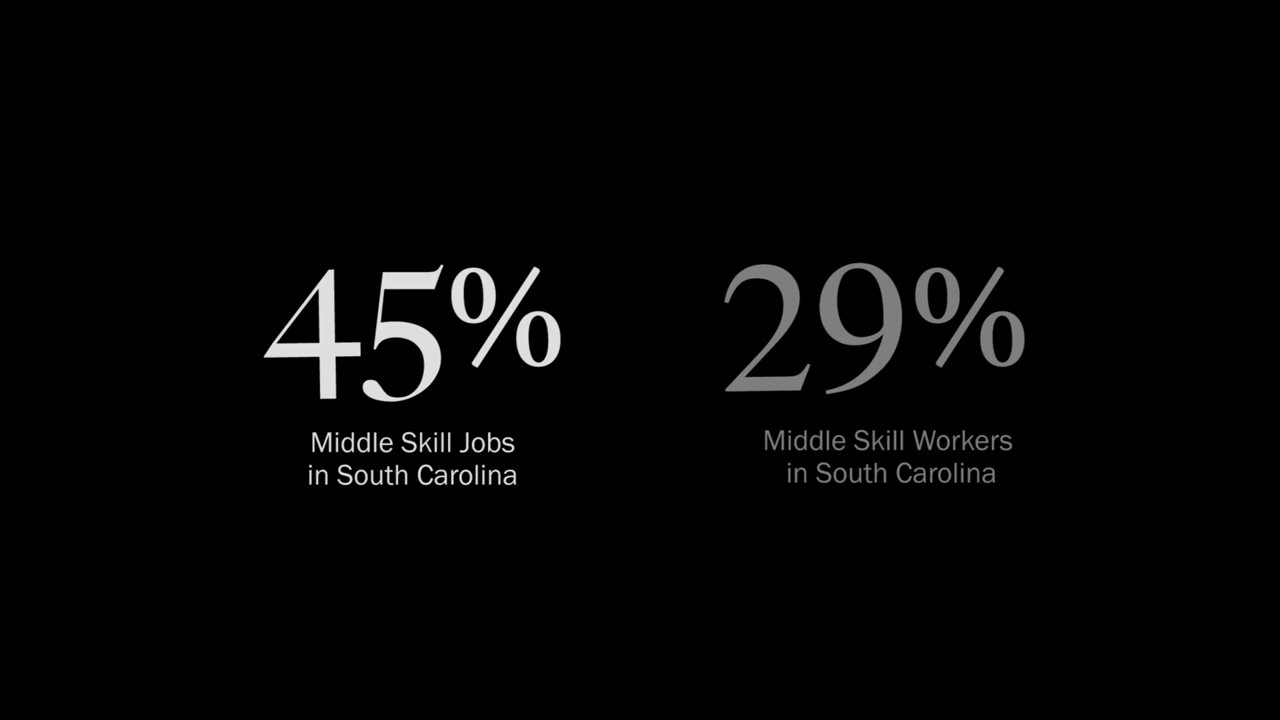 45%
Middle Skill Jobs
in South Carolina
29%
Middle Skill Workers
in South Carolina